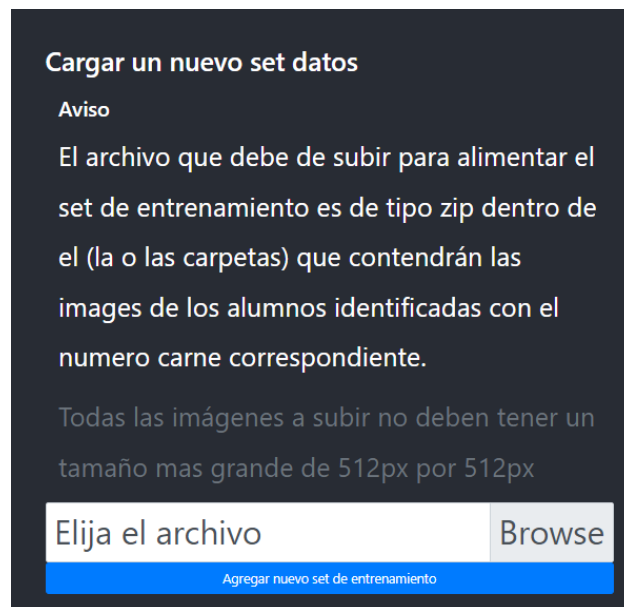 Cargar un nuevo set datos
Aviso
El archivo que debe de subir para alimentar el
set de entrenamiento es de tipo zip dentro de
el (la o las carpetas) que contendrán las
images de los alumnos identificadas con el
numero carne correspondiente.
Todas las imágenes a subir no deben tener un
tamaño mas grande de 512px por 512px
Elija el archivo Browse
Agregar nuevo set de entrenamiento